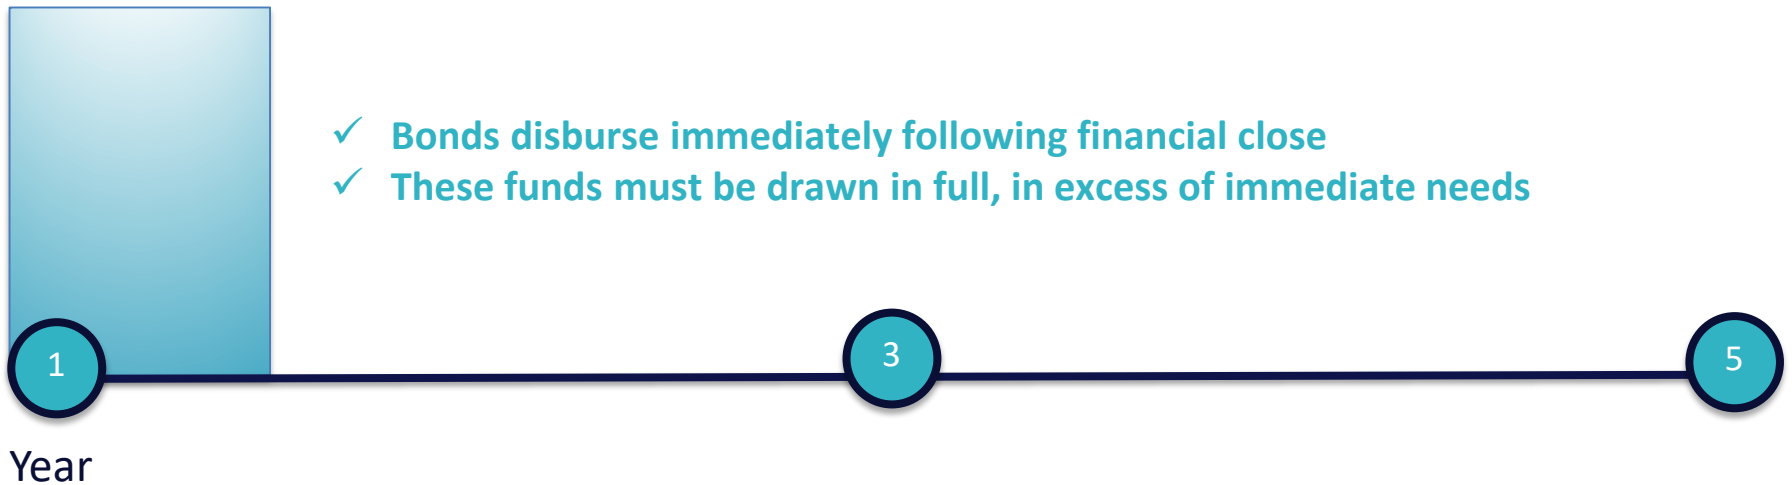 ✓ Bonds disburse immediately following financial close
✓ These funds must be drawn in full, in excess of immediate needs
1
3
5
Year